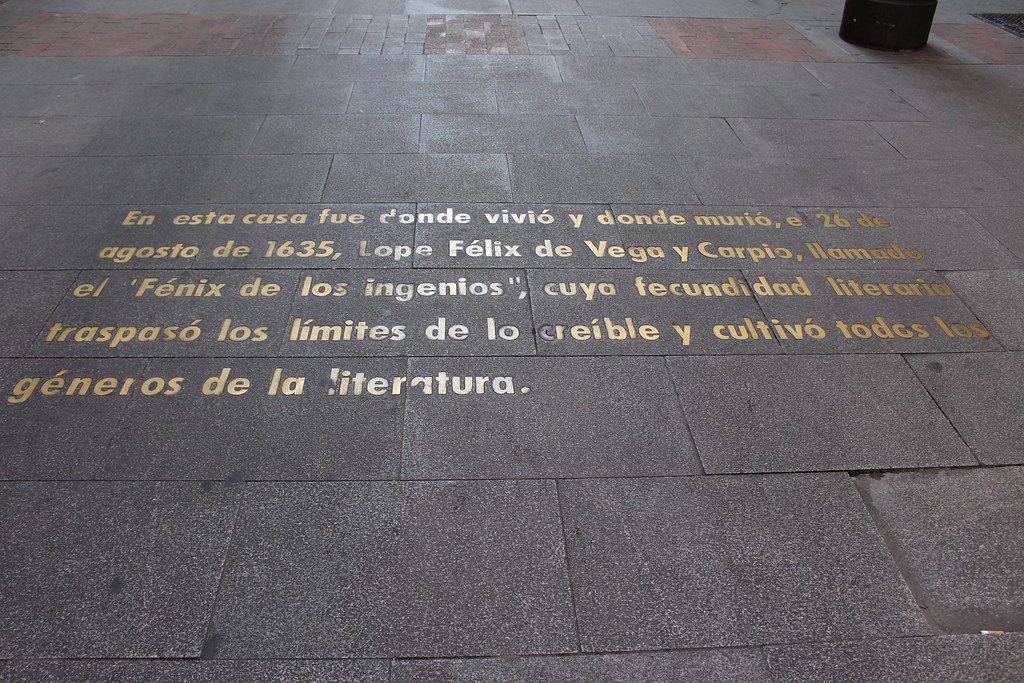 En esta casa fue donde vivió y donde murió, el 26 de
agosto de 1635, Lope Félix de Vega y Carpio, llamado
el "Fénix de los ingenios", cuya fecundidad literaria
traspasó los límites de lo creíble y cultivó todos los
géneros de la literatura.